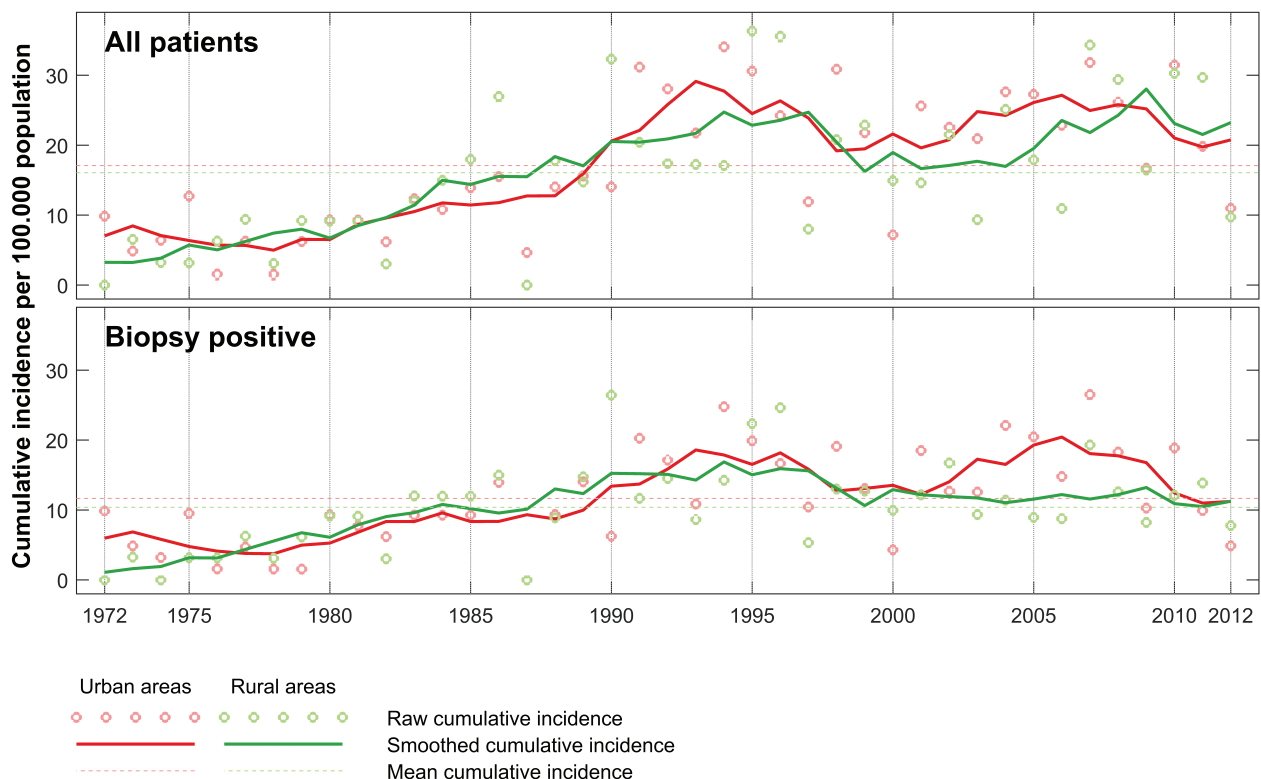 Cumulative incidence per 100.000 population
All patients
30
20
10
0
Biopsy positive
30
20
10
0
1972 1975 1980 1985 1990 1995 2000 2005 2010 2012
Urban areas Rural areas
Raw cumulative incidence
Smoothed cumulative incidence
Mean cumulative incidence